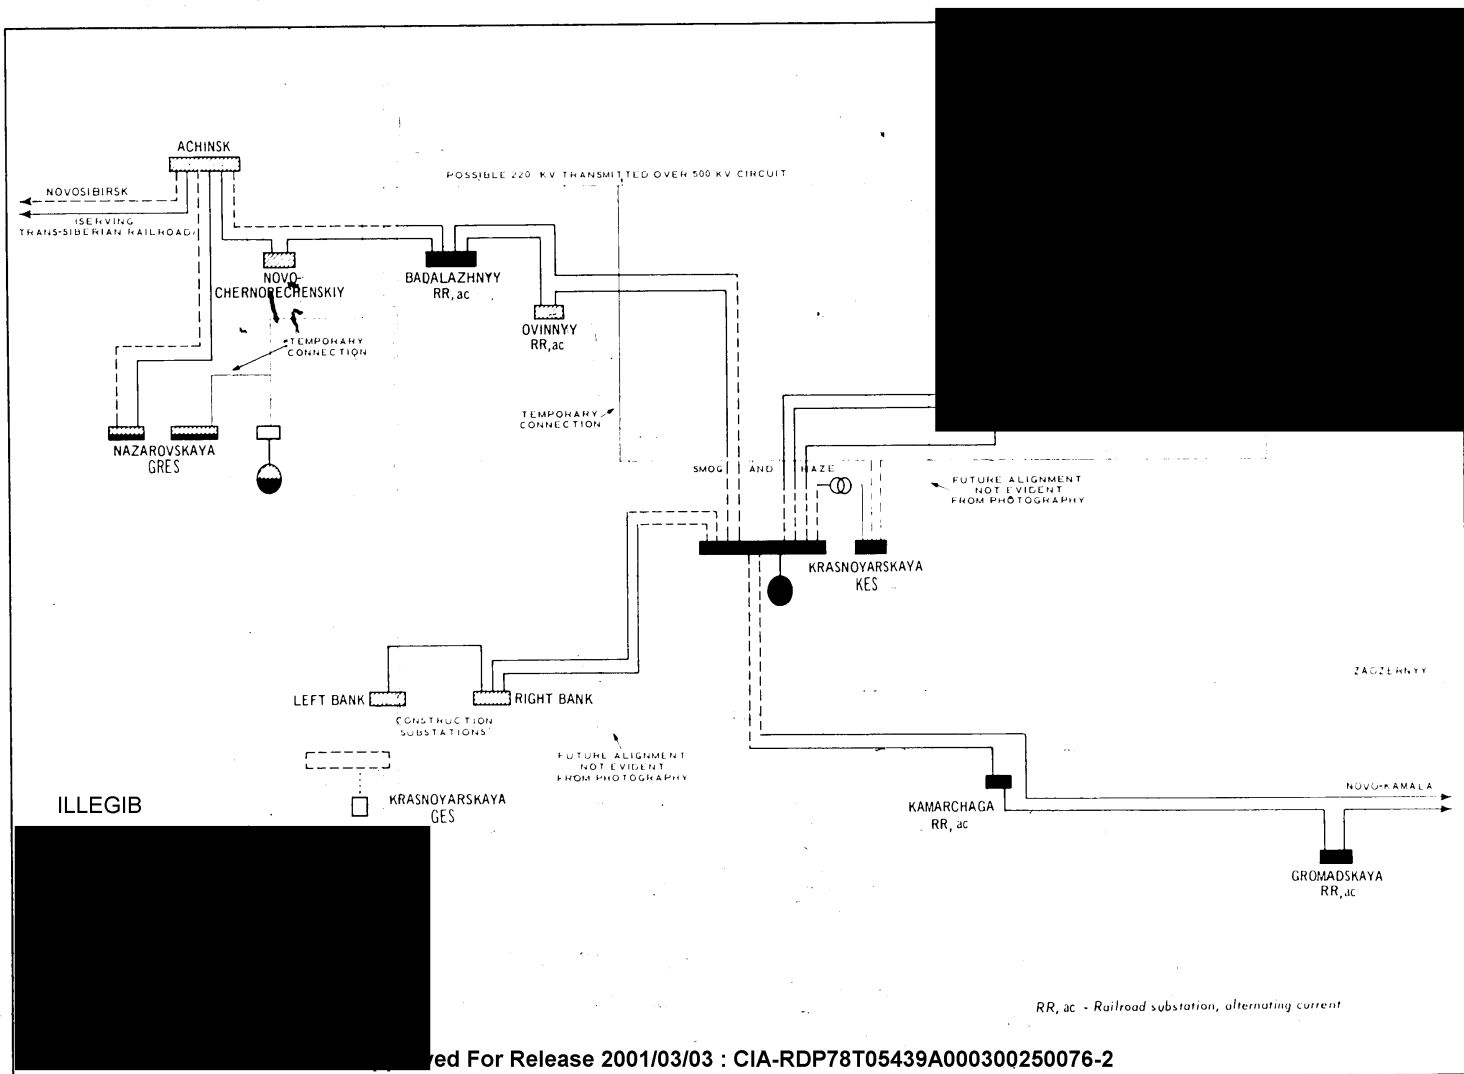 ACHINSK
NOVOSIBIRSK
(SERVING
TRANS-SIBERIAN RAILROAD)
POSSIBLE 220 KV TRANSMITTED OVER 500 KV CIRCUIT
NOVO-
CHERNORECHENSKIY
BADALAZHNYY
RR, ac
OVINNYY
RR, ac
TEMPORARY
CONNECTION
TEMPORARY
CONNECTION
NAZAROVSKAYA
GRES
SMOG AND HAZE
FUTURE ALIGNMENT
NOT EVIDENT
FROM PHOTOGRAPHY
KRASNOYARSKAYA
KES
ZAOZERNYY
LEFT BANK
RIGHT BANK
CONSTRUCTION
SUBSTATIONS
FUTURE ALIGNMENT
NOT EVIDENT
FROM PHOTOGRAPHY
KRASNOYARSKAYA
GES
ILLEGIB
NOVO-KAMALA
KAMARCHAGA
RR, ac
GROMADSKAYA
RR, ac
RR, ac - Railroad substation, alternating current
ved For Release 2001/03/03 : CIA-RDP78T05439A000300250076-2